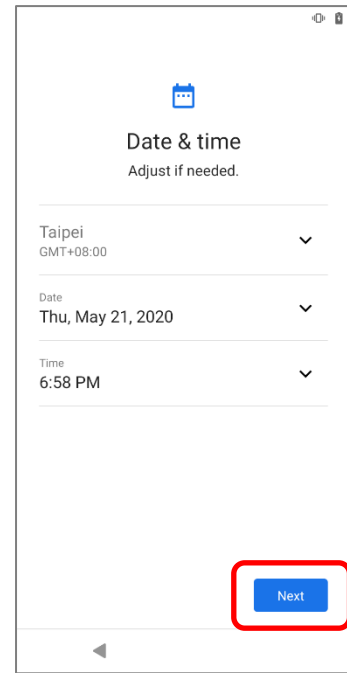 Date & time
Adjust if needed.
Taipei
GMT+08:00
Date
Thu, May 21, 2020
Time
6:58 PM
Next